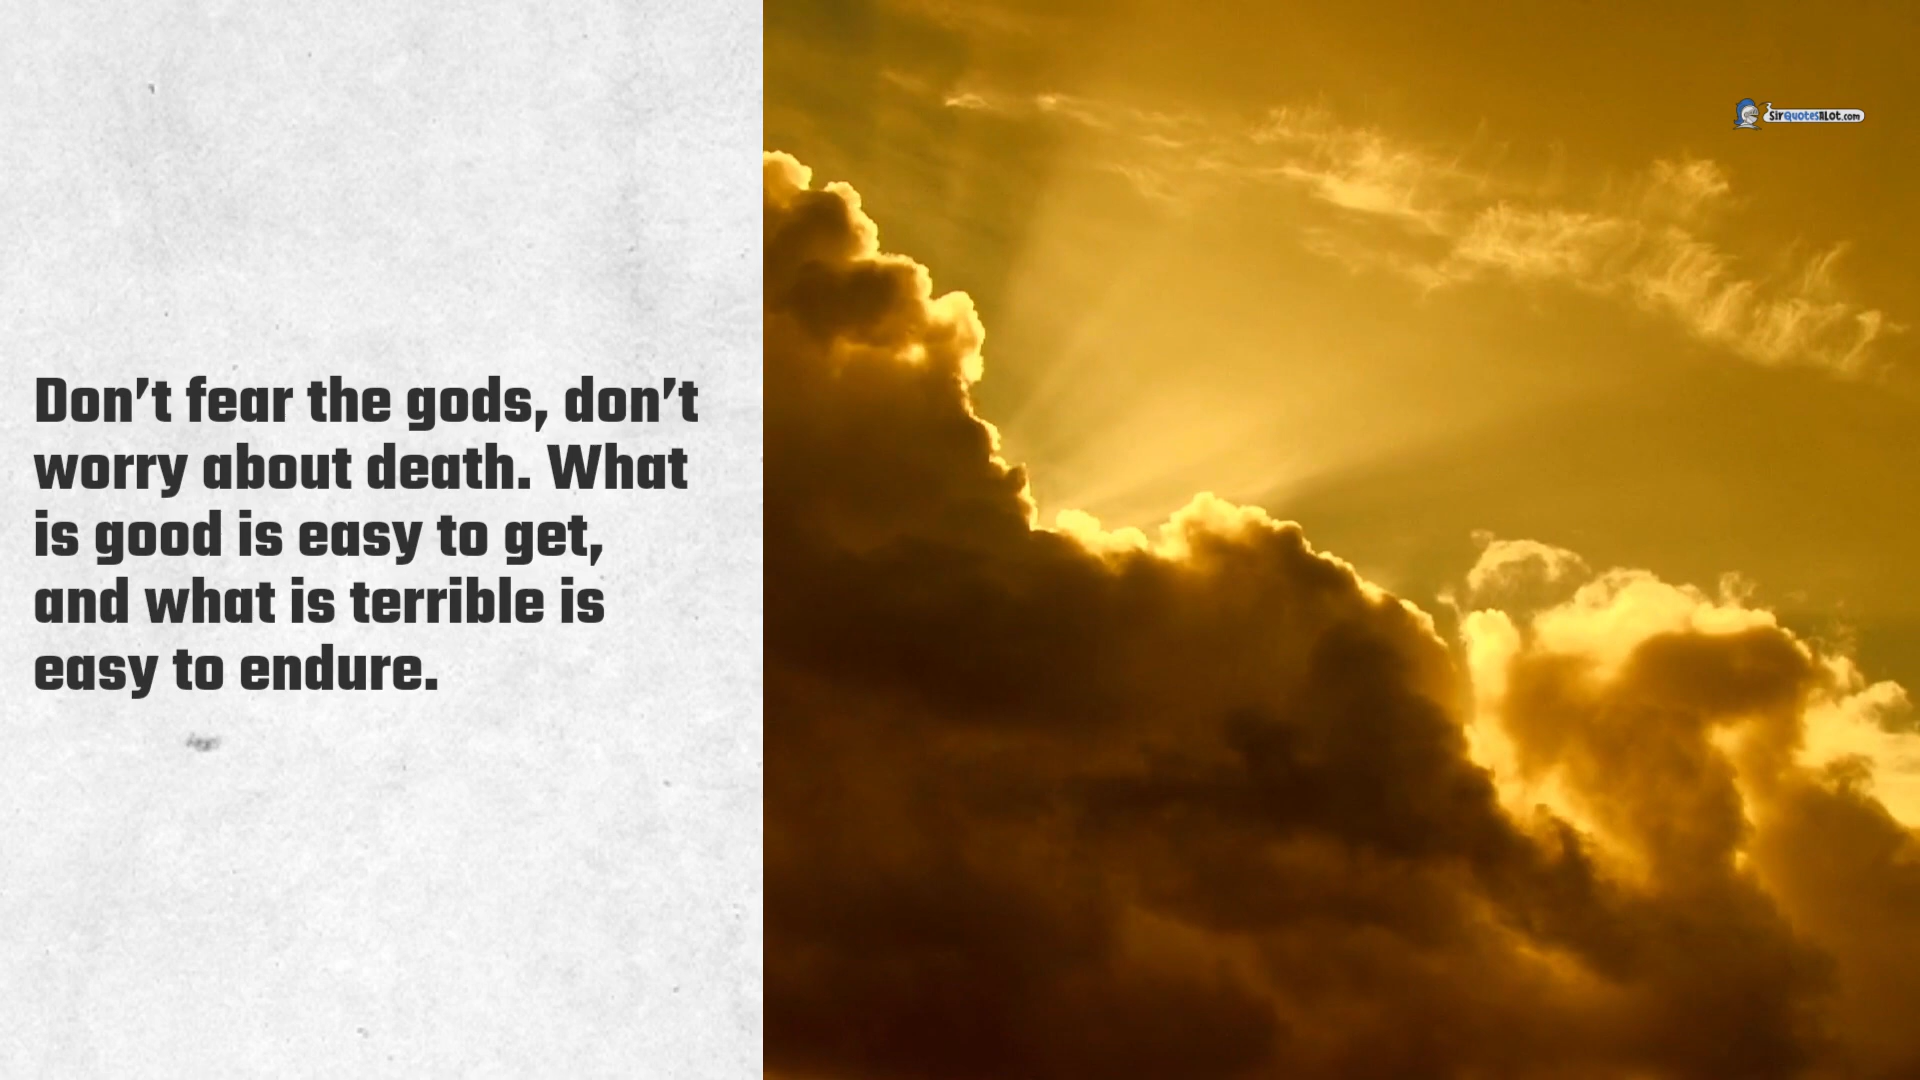 Don’t fear the gods, don’t
worry about death. What
is good is easy to get,
and what is terrible is
easy to endure.
SirQuotesALot.com